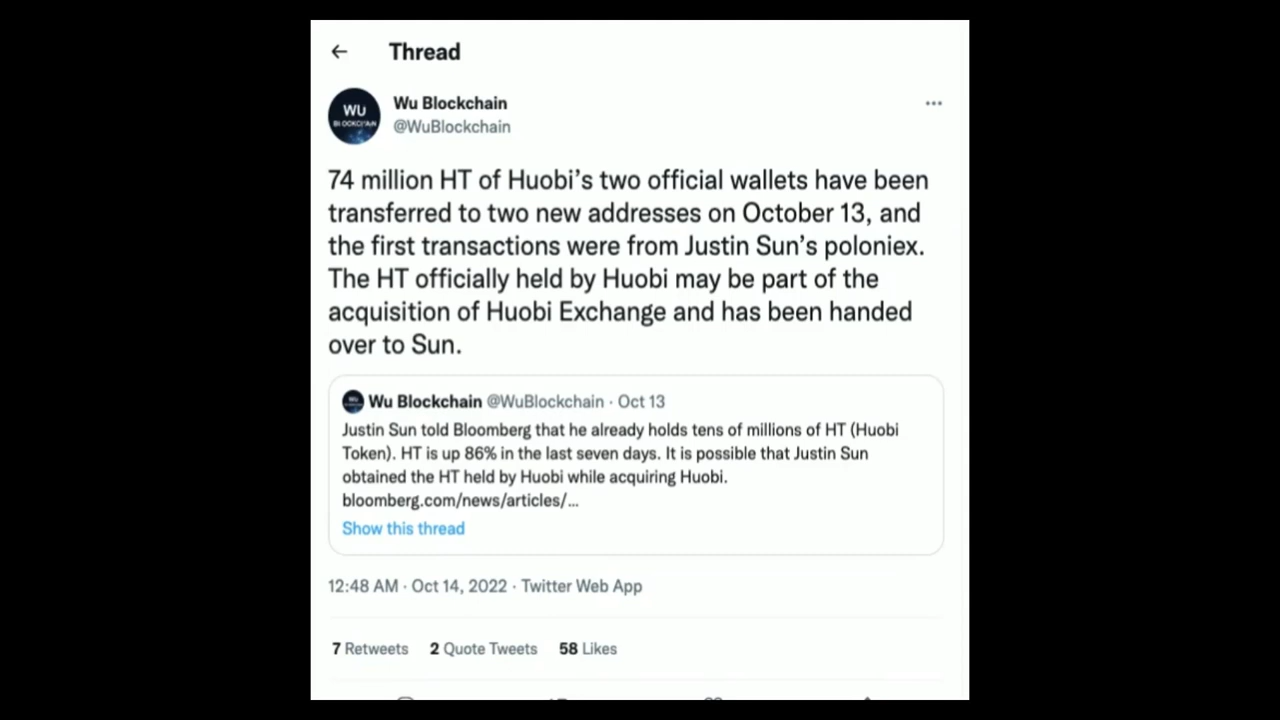 Thread
WU
BLOCKCHAIN
Wu Blockchain
@WuBlockchain
74 million HT of Huobi’s two official wallets have been
transferred to two new addresses on October 13, and
the first transactions were from Justin Sun’s poloniex.
The HT officially held by Huobi may be part of the
acquisition of Huobi Exchange and has been handed
over to Sun.
Wu Blockchain @WuBlockchain · Oct 13
Justin Sun told Bloomberg that he already holds tens of millions of HT (Huobi
Token). HT is up 86% in the last seven days. It is possible that Justin Sun
obtained the HT held by Huobi while acquiring Huobi.
bloomberg.com/news/articles/...
Show this thread
12:48 AM · Oct 14, 2022 · Twitter Web App
7 Retweets 2 Quote Tweets 58 Likes